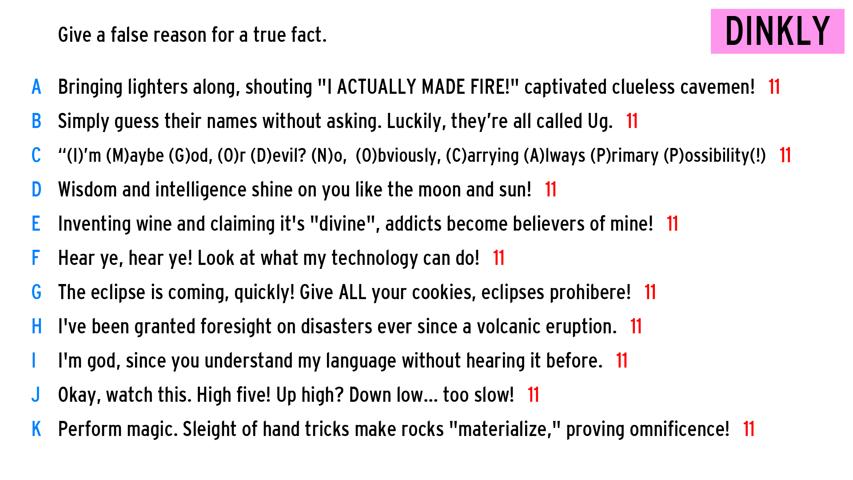 Give a false reason for a true fact.
DINKLY
A Bringing lighters along, shouting "I ACTUALLY MADE FIRE!" captivated clueless cavemen! 11
B Simply guess their names without asking. Luckily, they’re all called Ug. 11
C “(I)’m (M)aybe (G)od, (O)r (D)evil? (N)o, (O)bviously, (C)arrying (A)lways (P)rimary (P)ossibility(!) 11
D Wisdom and intelligence shine on you like the moon and sun! 11
E Inventing wine and claiming it's "divine", addicts become believers of mine! 11
F Hear ye, hear ye! Look at what my technology can do! 11
G The eclipse is coming, quickly! Give ALL your cookies, eclipses prohibere! 11
H I've been granted foresight on disasters ever since a volcanic eruption. 11
I I'm god, since you understand my language without hearing it before. 11
J Okay, watch this. High five! Up high? Down low... too slow! 11
K Perform magic. Sleight of hand tricks make rocks "materialize," proving omnificence! 11